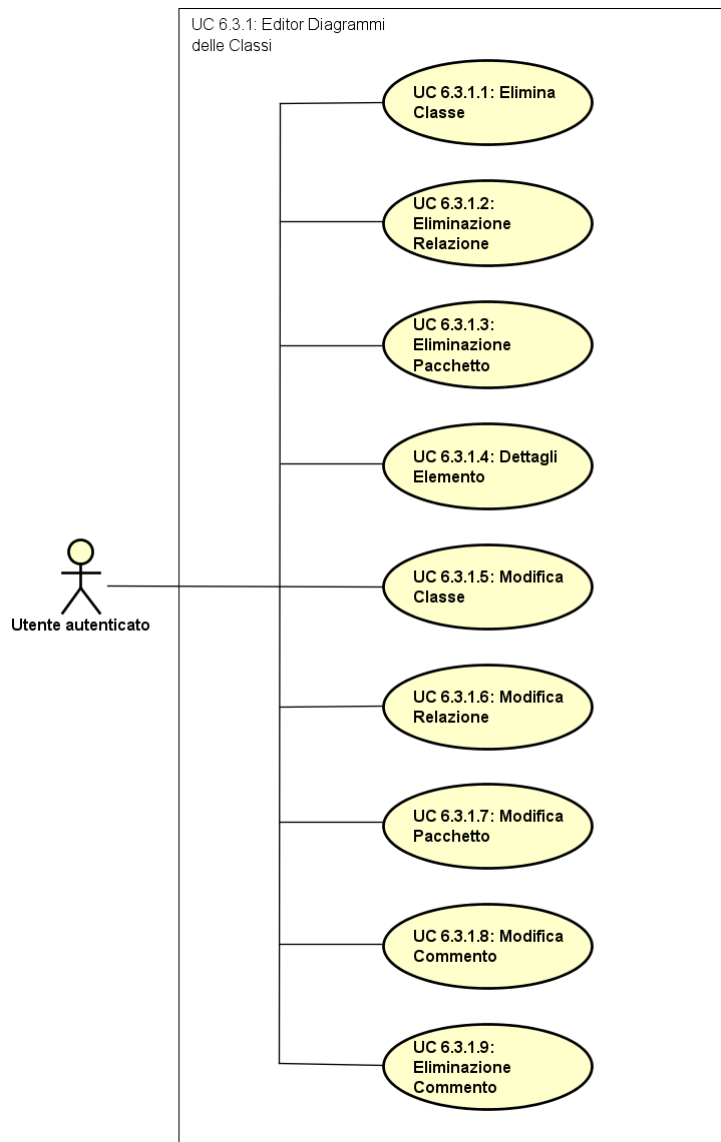 UC 6.3.1: Editor Diagrammi
delle Classi
UC 6.3.1.1: Elimina
Classe
UC 6.3.1.2:
Eliminazione
Relazione
UC 6.3.1.3:
Eliminazione
Pacchetto
UC 6.3.1.4: Dettagli
Elemento
UC 6.3.1.5: Modifica
Classe
Utente autenticato
UC 6.3.1.6: Modifica
Relazione
UC 6.3.1.7: Modifica
Pacchetto
UC 6.3.1.8: Modifica
Commento
UC 6.3.1.9:
Eliminazione
Commento